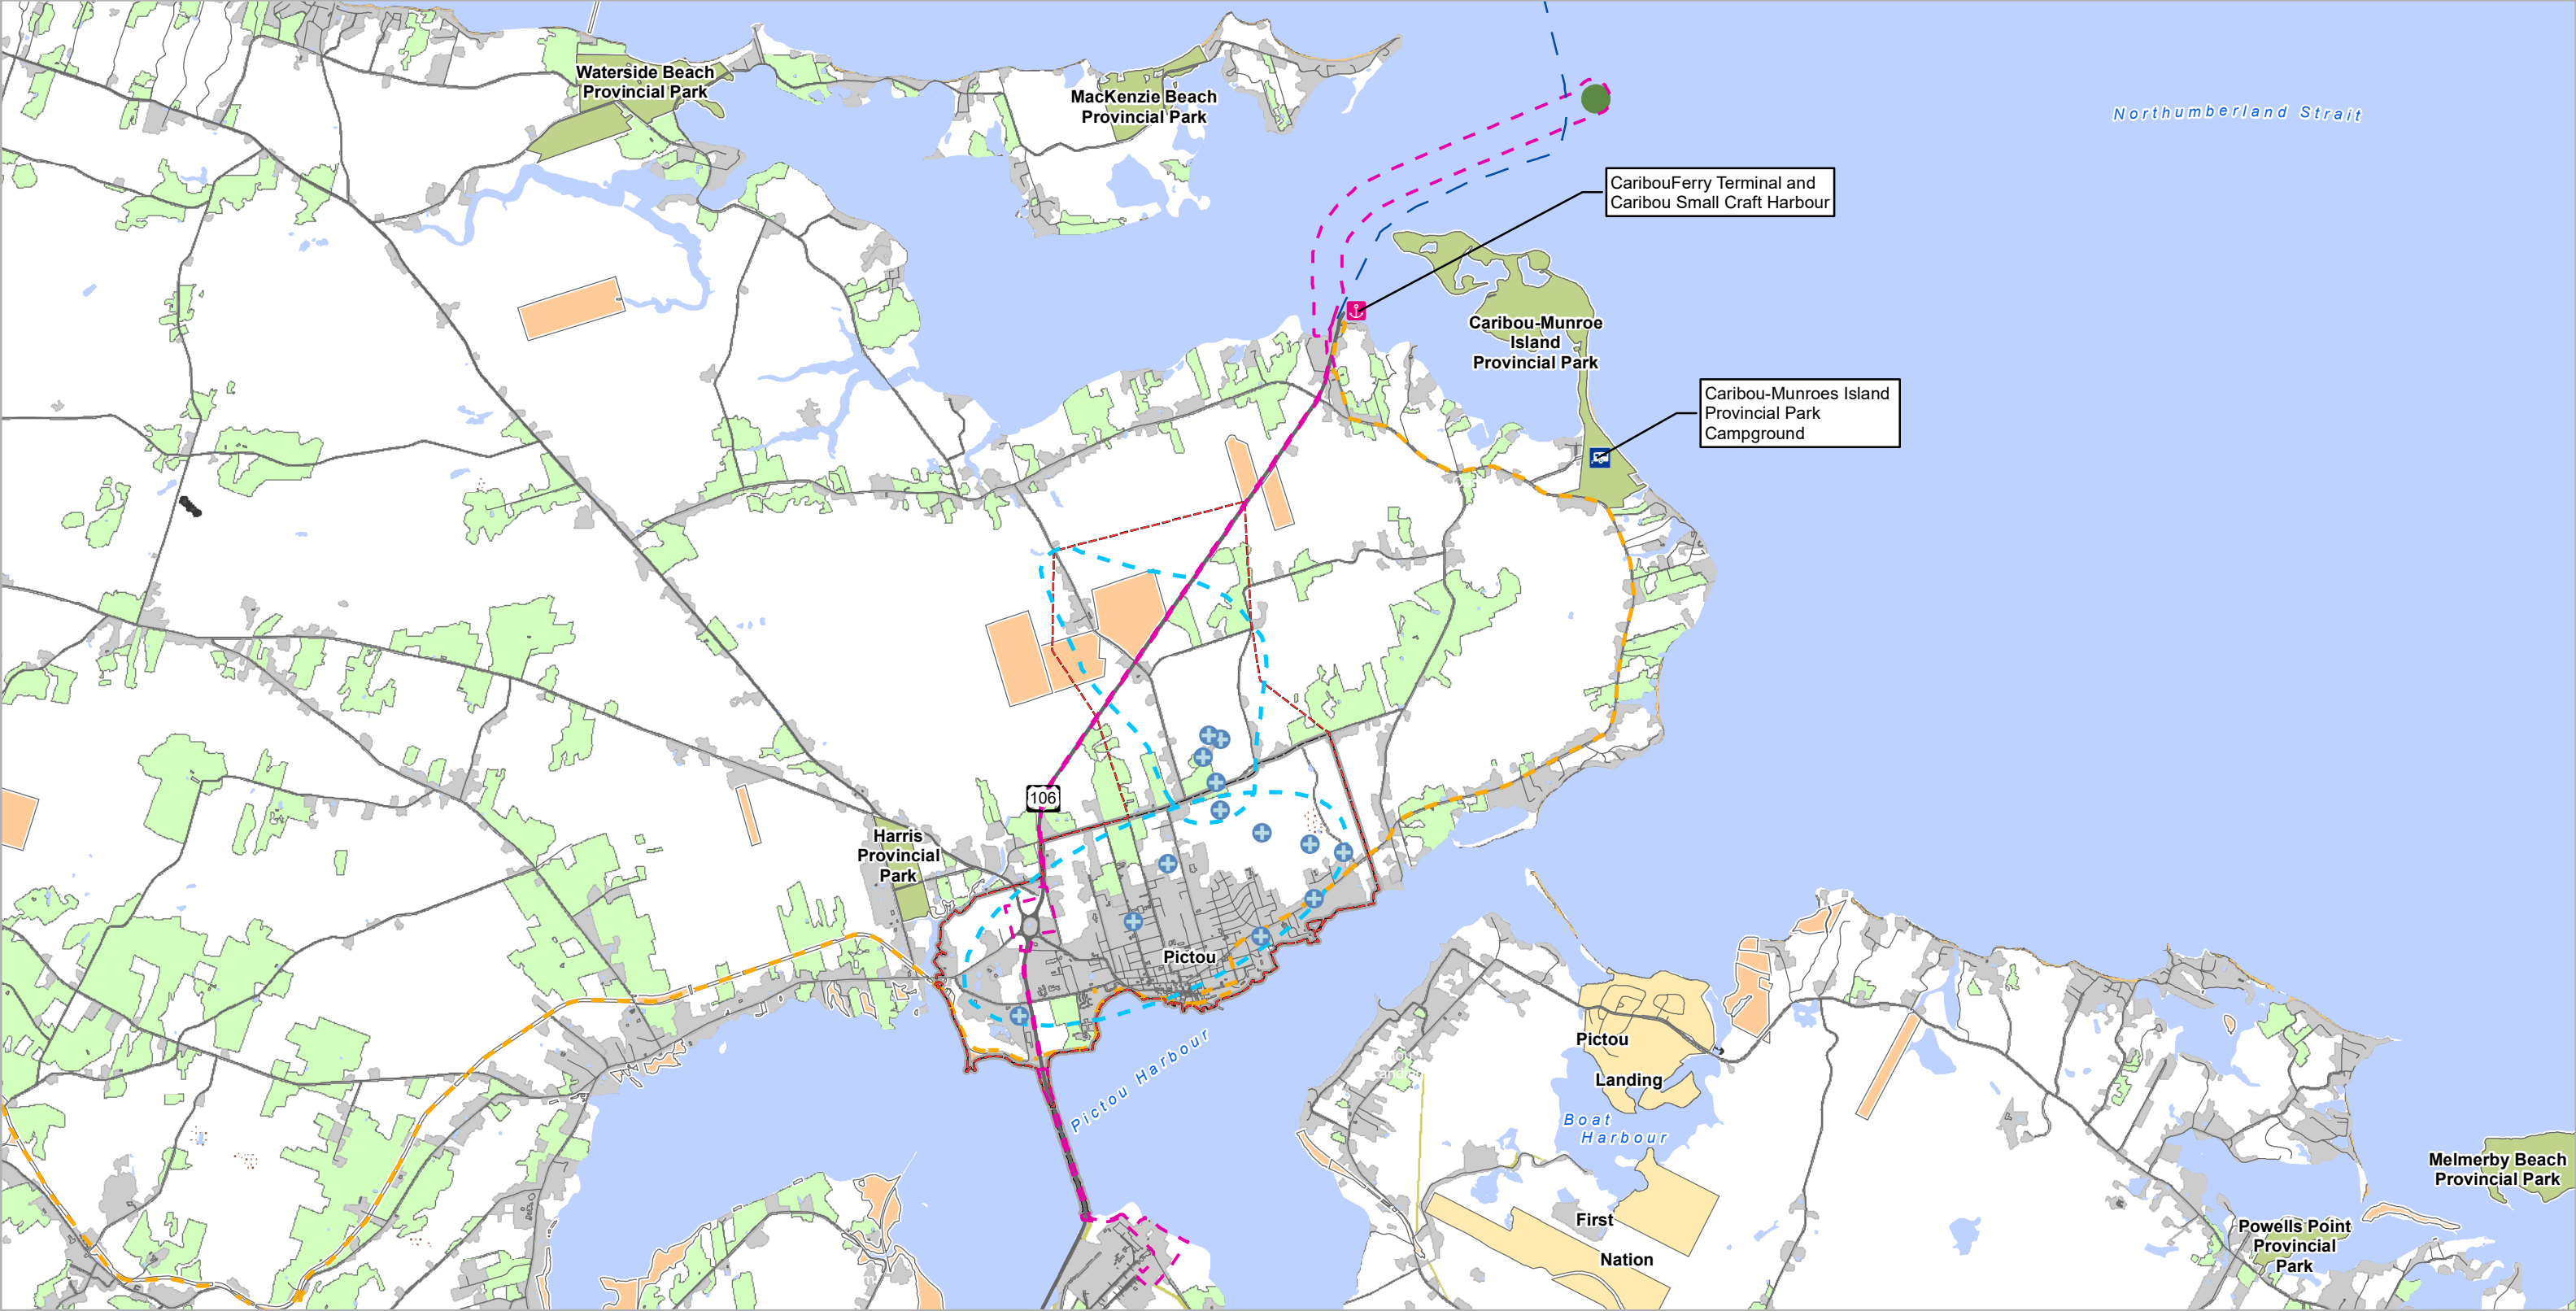 Waterside Beach
Provincial Park
MacKenzie Beach
Provincial Park
Northumberland Strait
CaribouFerry Terminal and
Caribou Small Craft Harbour
Caribou-Munroe
Island
Provincial Park
Caribou-Munroes Island
Provincial Park
Campground
106
Harris
Provincial
Park
Pictou
Pictou Harbour
Pictou
Landing
Boat
Harbour
First
Nation
Melmerby Beach
Provincial Park
Powells Point
Provincial
Park